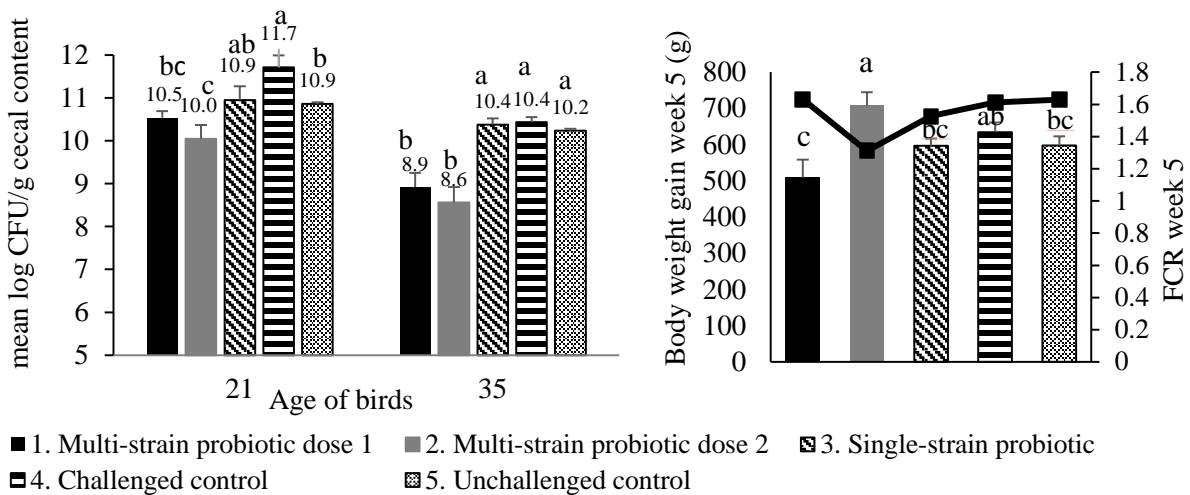 mean log CFU/g cecal content
12
11
10
9
8
7
6
5
bc
10.5
c
10.0
ab
10.9
a
11.7
b
10.9
b
8.9
b
8.6
a
10.4
a
10.4
a
10.2
21
35
Age of birds
Body weight gain week 5 (g)
800
700
600
500
400
300
200
100
0
c
a
bc
ab
bc
1.8
1.6
1.4
1.2
1
0.8
0.6
0.4
0.2
0
FCR week 5
1. Multi-strain probiotic dose 1
2. Multi-strain probiotic dose 2
3. Single-strain probiotic
4. Challenged control
5. Unchallenged control